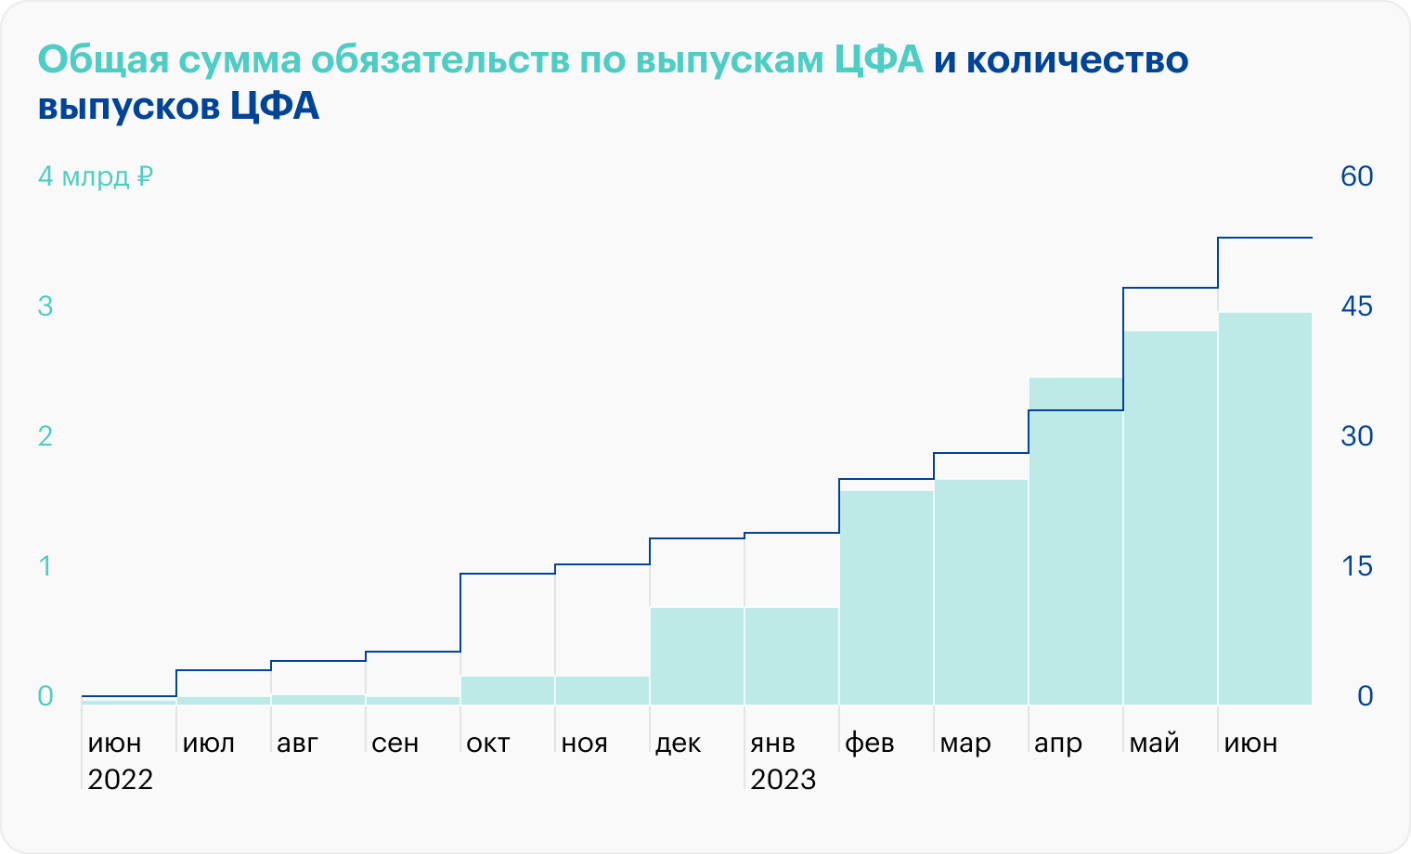 Общая сумма обязательств по выпускам ЦФА и количество
выпусков ЦФА
4 млрд ₽ 60
3 45
2 30
1 15
0 0
июн июл авг сен окт ноя дек янв фев мар апр май июн
2022 2023